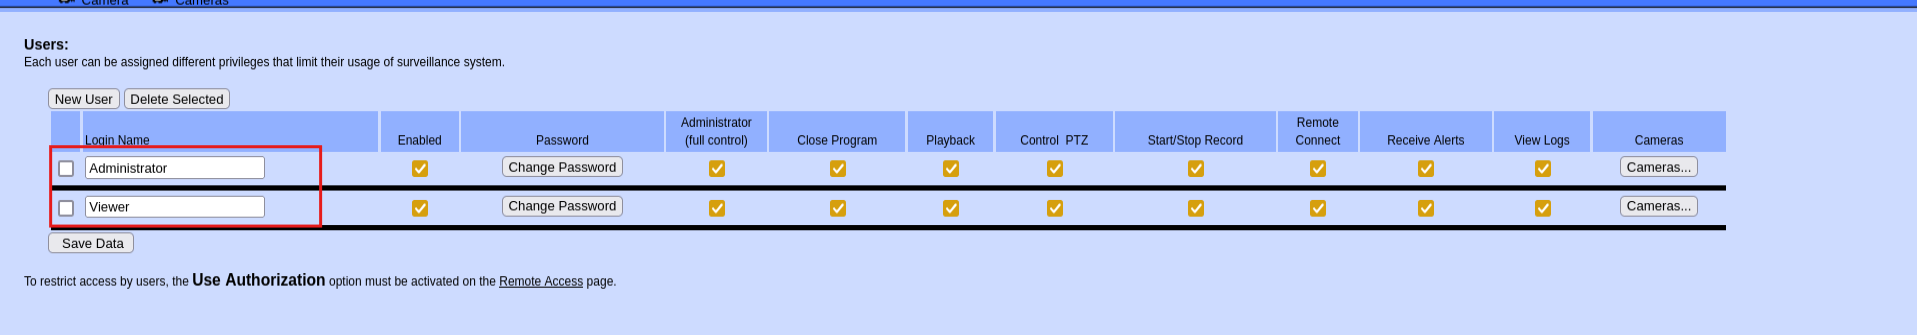 Camera Cameras
Users:
Each user can be assigned different privileges that limit their usage of surveillance system.
New User Delete Selected
Login Name Enabled Password Administrator (full control) Close Program Playback Control PTZ Start/Stop Record Remote Connect Receive Alerts View Logs Cameras
Administrator Change Password Cameras...
Viewer Change Password Cameras...
Save Data
To restrict access by users, the Use Authorization option must be activated on the Remote Access page.